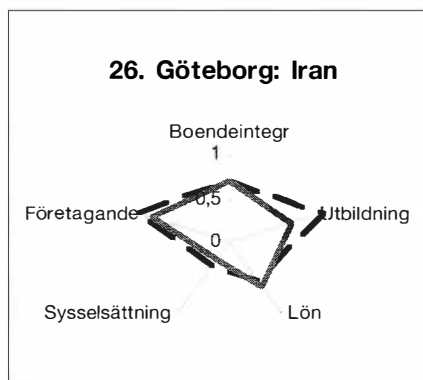 26. Göteborg: Iran
Boendeintegr
1
0,5
Företagande
Utbildning
0
Sysselsättning
Lön